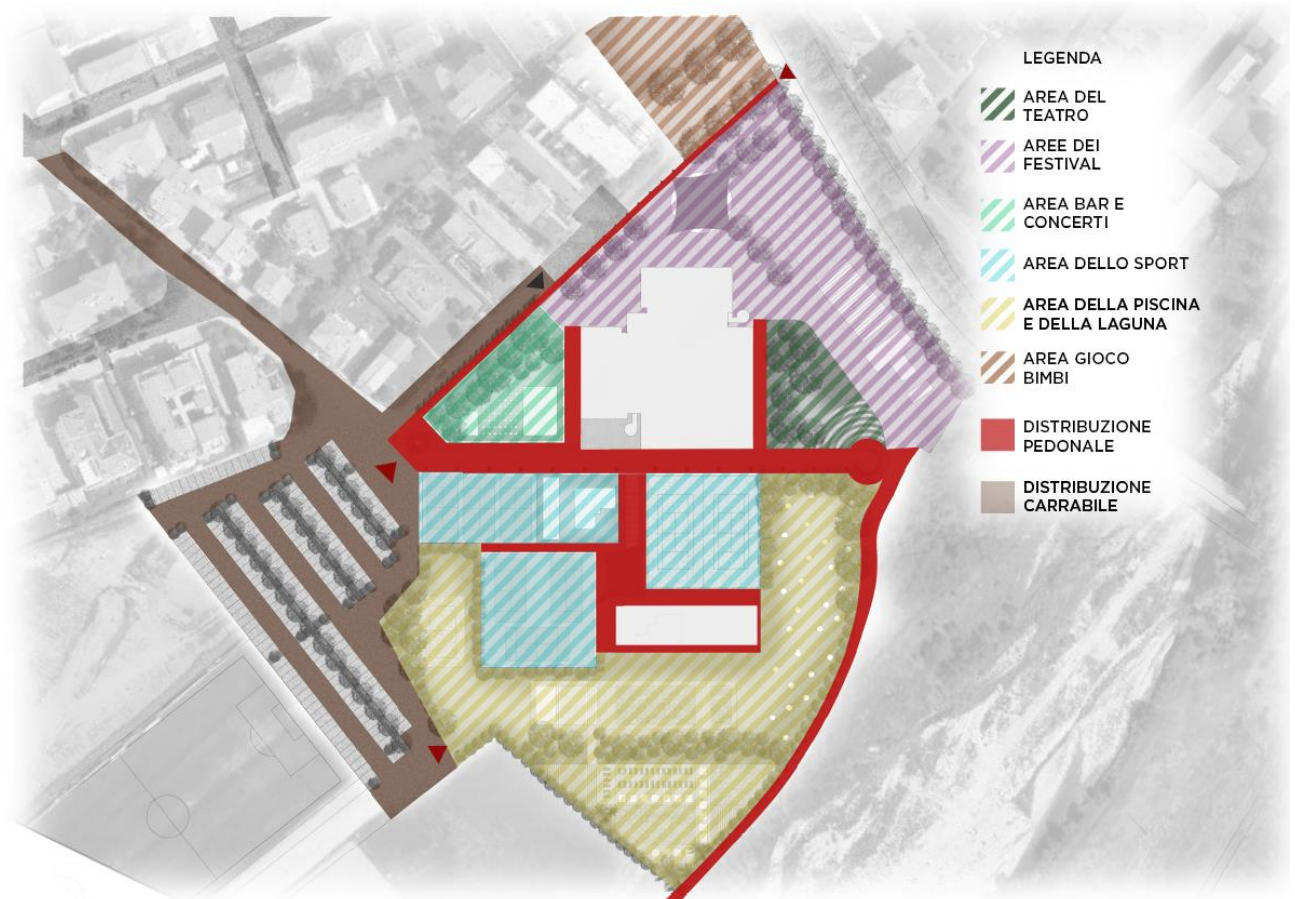 LEGENDA
AREA DEL
TEATRO
AREE DEI
FESTIVAL
AREA BAR E
CONCERTI
AREA DELLO SPORT
AREA DELLA PISCINA
E DELLA LAGUNA
AREA GIOCO
BIMBI
DISTRIBUZIONE
PEDONALE
DISTRIBUZIONE
CARRABILE